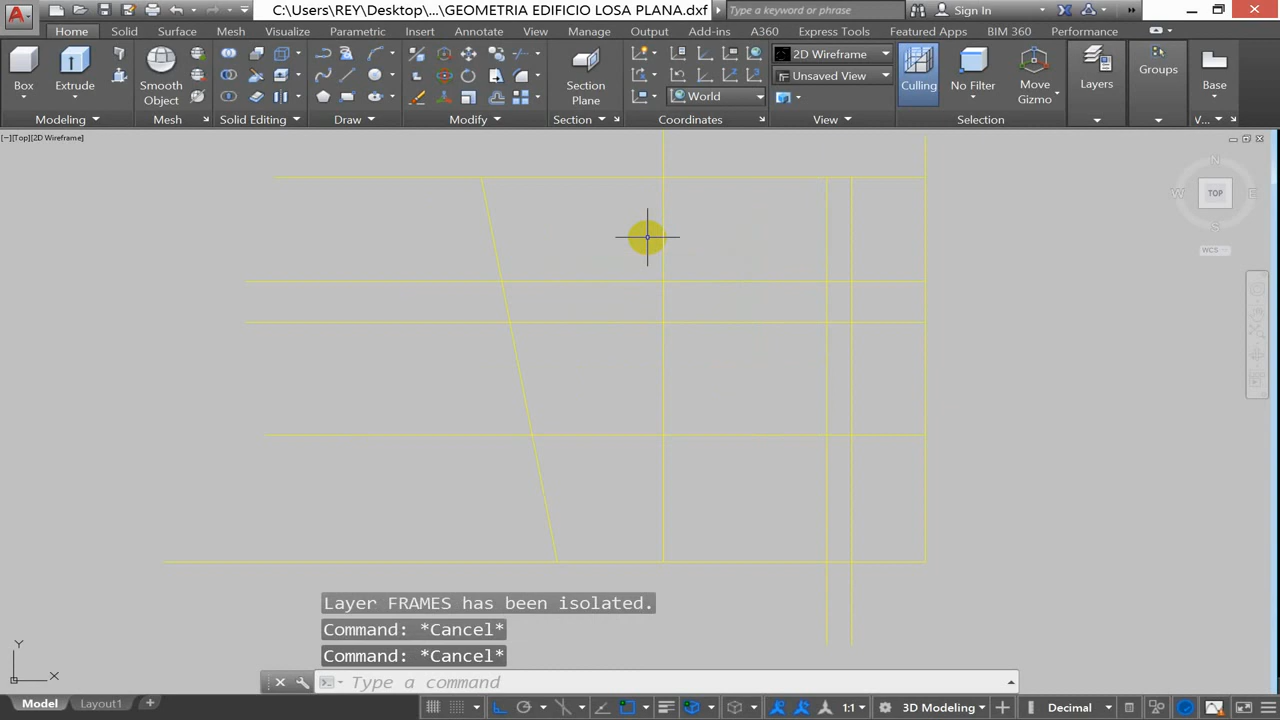 C:\Users\REY\Desktop\...\GEOMETRIA EDIFICIO LOSA PLANA.dxf
Type a keyword or phrase
Sign In
Home Solid Surface Mesh Visualize Parametric Insert Annotate View Manage Output Add-ins A360 Express Tools Featured Apps BIM 360 Performance
2D Wireframe
Unsaved View
World
Box
Extrude
Smooth Object
Section Plane
Culling
No Filter
Move Gizmo
Layers
Groups
Base
Modeling Mesh Solid Editing Draw Modify Section Coordinates View Selection V...
[−][Top][2D Wireframe]
N
W TOP E
S
WCS
Layer FRAMES has been isolated.
Command: *Cancel*
Command: *Cancel*
Type a command
Y
X
Model Layout1
1:1 3D Modeling Decimal